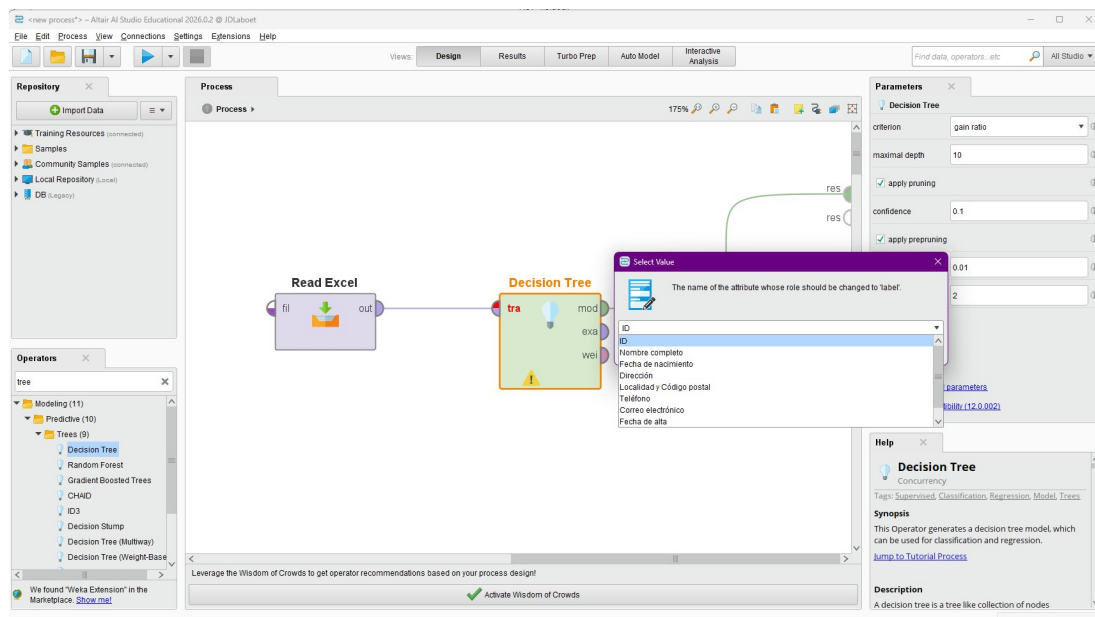 <new process*> – Altair AI Studio Educational 2026.0.2 @ JDLaboet
File Edit Process View Connections Settings Extensions Help
Views: Design Results Turbo Prep Auto Model Interactive Analysis
Find data, operators...etc All Studio
Repository
Import Data
Training Resources (connected)
Samples
Community Samples (connected)
Local Repository (Local)
DB (Legacy)
Operators
tree
Modeling (11)
Predictive (10)
Trees (9)
Decision Tree
Random Forest
Gradient Boosted Trees
CHAID
ID3
Decision Stump
Decision Tree (Multiway)
Decision Tree (Weight-Base
We found "Weka Extension" in the
Marketplace. Show me!
Process
Process
175%
res
res
Read Excel
fil out
Decision Tree
tra mod
exa
wei
Select Value
The name of the attribute whose role should be changed to 'label'.
ID
ID
Nombre completo
Fecha de nacimiento
Dirección
Localidad y Código postal
Teléfono
Correo electrónico
Fecha de alta
Leverage the Wisdom of Crowds to get operator recommendations based on your process design!
Activate Wisdom of Crowds
Parameters
Decision Tree
criterion gain ratio
maximal depth 10
apply pruning
confidence 0.1
apply prepruning
0.01
2
parameters
(12.0.002)
Help
Decision Tree
Concurrency
Tags: Supervised, Classification, Regression, Model, Trees
Synopsis
This Operator generates a decision tree model, which
can be used for classification and regression.
Jump to Tutorial Process
Description
A decision tree is a tree like collection of nodes